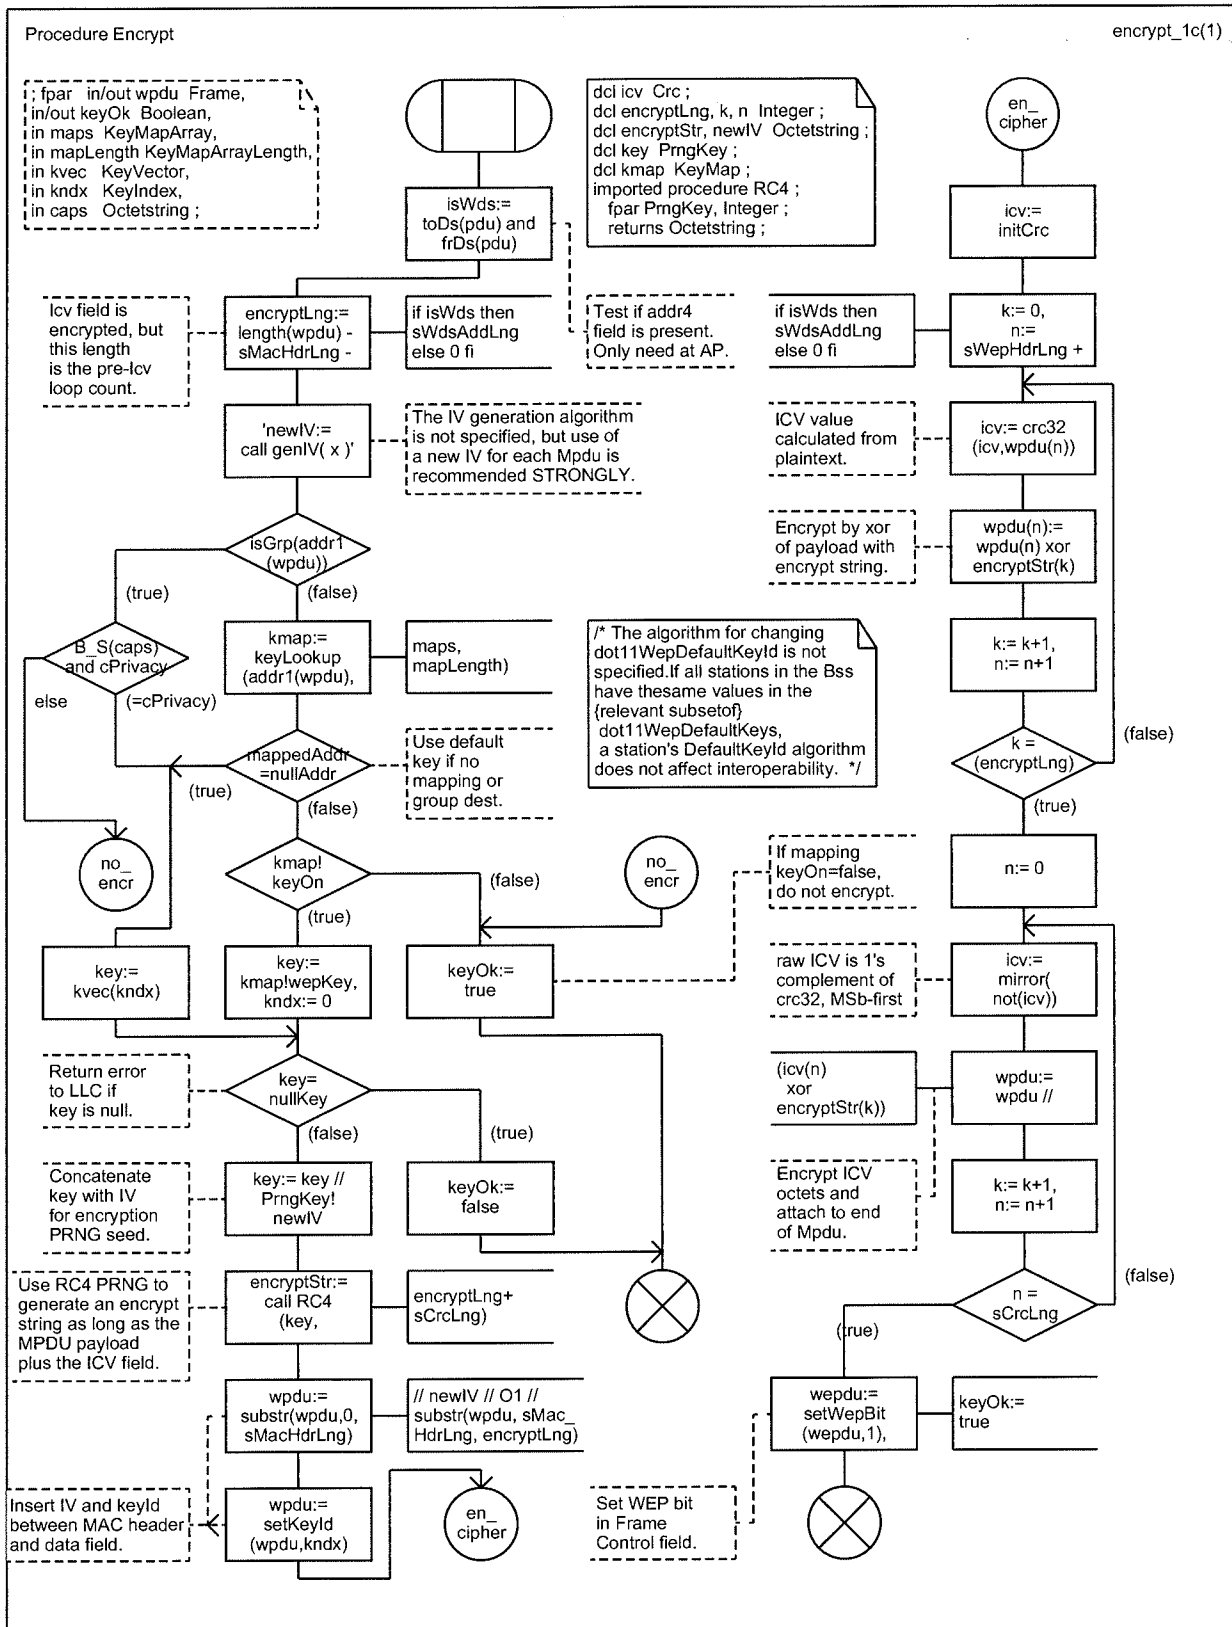 Procedure Encrypt
encrypt_1c(1)
; fpar in/out wpdu Frame,
in/out keyOk Boolean,
in maps KeyMapArray,
in mapLength KeyMapArrayLength,
in kvec KeyVector,
in kndx KeyIndex,
in caps Octetstring ;
isWds:=
toDs(pdu) and
frDs(pdu)
dcl icv Crc ;
dcl encryptLng, k, n Integer ;
dcl encryptStr, newIV Octetstring ;
dcl key PrngKey ;
dcl kmap KeyMap ;
imported procedure RC4 ;
fpar PrngKey, Integer ;
returns Octetstring ;
Icv field is
encrypted, but
this length
is the pre-Icv
loop count.
encryptLng:=
length(wpdu) -
sMacHdrLng -
if isWds then
sWdsAddLng
else 0 fi
Test if addr4
field is present.
Only need at AP.
'newIV:=
call genIV( x )'
The IV generation algorithm
is not specified, but use of
a new IV for each Mpdu is
recommended STRONGLY.
isGrp(addr1
(wpdu))
(true)
(false)
B_S(caps)
and cPrivacy
else
(=cPrivacy)
kmap:=
keyLookup
(addr1(wpdu),
maps,
mapLength)
/* The algorithm for changing
dot11WepDefaultKeyId is not
specified.If all stations in the Bss
have thesame values in the
{relevant subsetof}
dot11WepDefaultKeys,
a station's DefaultKeyId algorithm
does not affect interoperability. */
mappedAddr
=nullAddr
(true)
(false)
Use default
key if no
mapping or
group dest.
no_
encr
kmap!
keyOn
(false)
(true)
no_
encr
If mapping
keyOn=false,
do not encrypt.
key:=
kvec(kndx)
key:=
kmap!wepKey,
kndx:= 0
keyOk:=
true
Return error
to LLC if
key is null.
key=
nullKey
(false)
(true)
Concatenate
key with IV
for encryption
PRNG seed.
key:= key //
PrngKey!
newIV
keyOk:=
false
Use RC4 PRNG to
generate an encrypt
string as long as the
MPDU payload
plus the ICV field.
encryptStr:=
call RC4
(key,
encryptLng+
sCrcLng)
wpdu:=
substr(wpdu,0,
sMacHdrLng)
// newIV // O1 //
substr(wpdu, sMac_
HdrLng, encryptLng)
Insert IV and keyId
between MAC header
and data field.
wpdu:=
setKeyId
(wpdu,kndx)
en_
cipher
en_
cipher
icv:=
initCrc
if isWds then
sWdsAddLng
else 0 fi
k:= 0,
n:=
sWepHdrLng +
ICV value
calculated from
plaintext.
icv:= crc32
(icv,wpdu(n))
Encrypt by xor
of payload with
encrypt string.
wpdu(n):=
wpdu(n) xor
encryptStr(k)
k:= k+1,
n:= n+1
k =
(encryptLng)
(false)
(true)
n:= 0
raw ICV is 1's
complement of
crc32, MSb-first
icv:=
mirror(
not(icv))
(icv(n)
xor
encryptStr(k))
wpdu:=
wpdu //
Encrypt ICV
octets and
attach to end
of Mpdu.
k:= k+1,
n:= n+1
n =
sCrcLng
(false)
(true)
wepdu:=
setWepBit
(wepdu,1),
keyOk:=
true
Set WEP bit
in Frame
Control field.